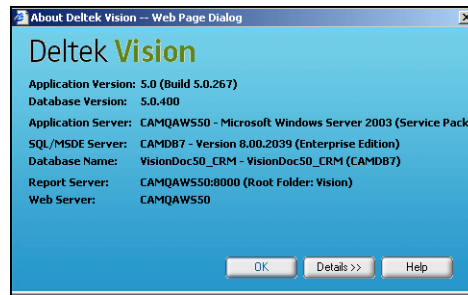 About Deltek Vision -- Web Page Dialog
Deltek Vision
Application Version: 5.0 (Build 5.0.267)
Database Version: 5.0.400
Application Server: CAMQAWS50 - Microsoft Windows Server 2003 (Service Pack
SQL/MSDE Server: CAMDB7 - Version 8.00.2039 (Enterprise Edition)
Database Name: VisionDoc50_CRM - VisionDoc50_CRM (CAMDB7)
Report Server: CAMQAWS50:8000 (Root Folder: Vision)
Web Server: CAMQAWS50
OK Details >> Help